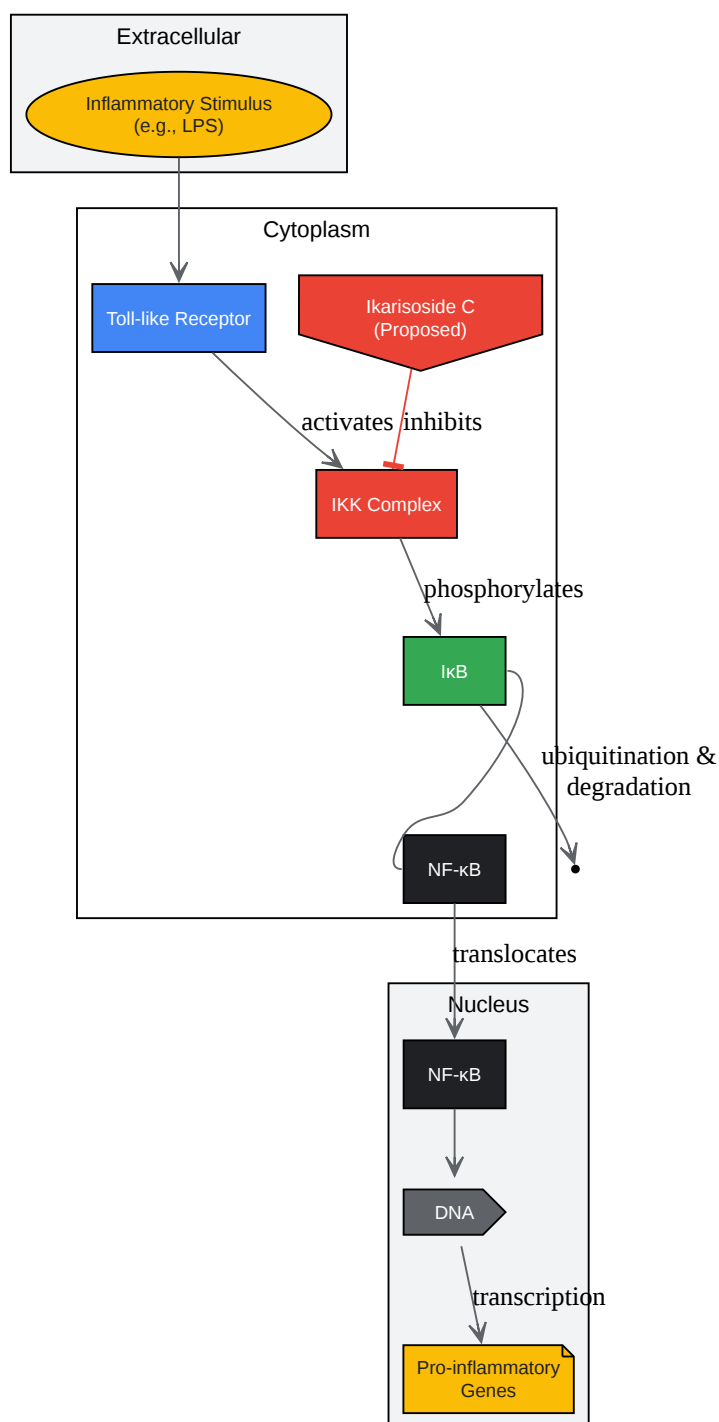 Extracellular
Inflammatory Stimulus
(e.g., LPS)
Cytoplasm
Toll-like Receptor
Ikarisoside C
(Proposed)
activates
inhibits
IKK Complex
phosphorylates
IκB
ubiquitination &
degradation
NF-κB
translocates
Nucleus
NF-κB
DNA
transcription
Pro-inflammatory
Genes